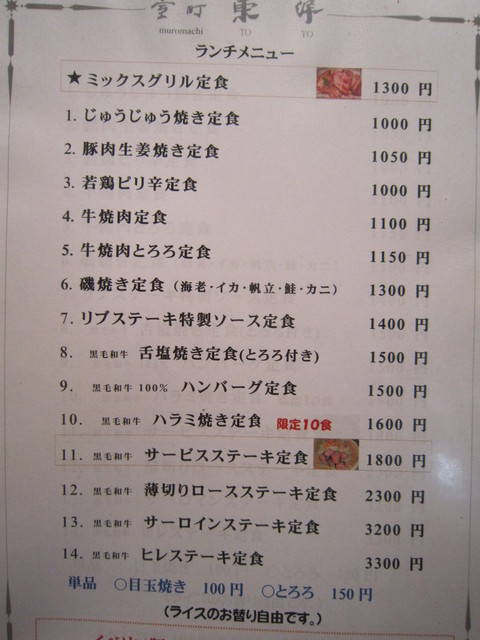 室町 東洋
muromachi TO YO
ランチメニュー
★ミックスグリル定食 1300 円
1. じゅうじゅう焼き定食 1000 円
2. 豚肉生姜焼き定食 1050 円
3. 若鶏ピリ辛定食 1000 円
4. 牛焼肉定食 1100 円
5. 牛焼肉とろろ定食 1150 円
6. 磯焼き定食（海老・イカ・帆立・鮭・カニ） 1300 円
7. リブステーキ特製ソース定食 1400 円
8. 黒毛和牛 舌塩焼き定食(とろろ付き) 1500 円
9. 黒毛和牛 100% ハンバーグ定食 1500 円
10. 黒毛和牛 ハラミ焼き定食 限定10食 1600 円
11. 黒毛和牛 サービスステーキ定食 1800 円
12. 黒毛和牛 薄切りロースステーキ定食 2300 円
13. 黒毛和牛 サーロインステーキ定食 3200 円
14. 黒毛和牛 ヒレステーキ定食 3300 円
単品 ○目玉焼き 100円 ○とろろ 150円
（ライスのお替り自由です。）